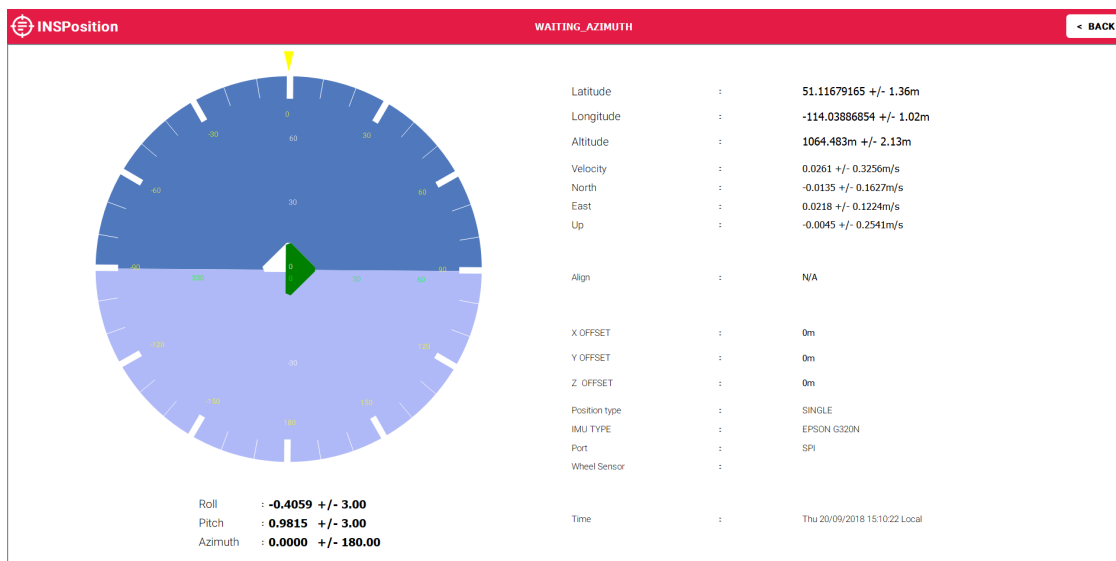 INSPosition
WAITING_AZIMUTH
< BACK
0
-30 60 30
-60 60
30
-90 0 90
0 30 60
-30
-120 120
-150 150
180
Roll : -0.4059 +/- 3.00
Pitch : 0.9815 +/- 3.00
Azimuth : 0.0000 +/- 180.00
Latitude : 51.11679165 +/- 1.36m
Longitude : -114.03886854 +/- 1.02m
Altitude : 1064.483m +/- 2.13m
Velocity : 0.0261 +/- 0.3256m/s
North : -0.0135 +/- 0.1627m/s
East : 0.0218 +/- 0.1224m/s
Up : -0.0045 +/- 0.2541m/s
Align : N/A
X OFFSET : 0m
Y OFFSET : 0m
Z OFFSET : 0m
Position type : SINGLE
IMU TYPE : EPSON G320N
Port : SPI
Wheel Sensor :
Time : Thu 20/09/2018 15:10:22 Local